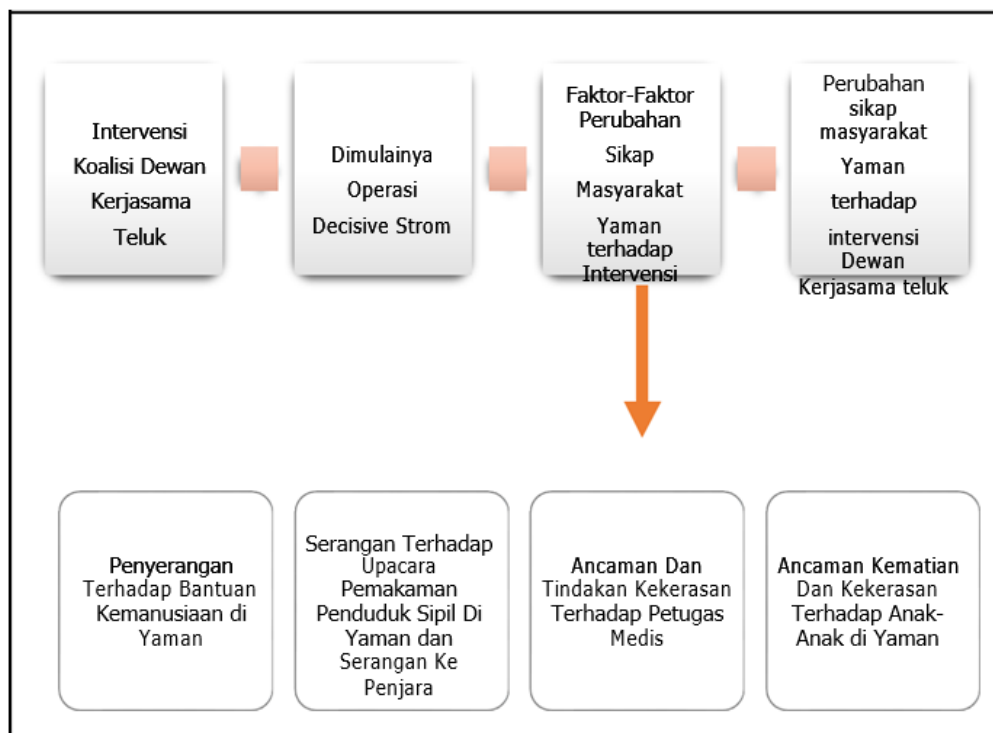 Intervensi
Koalisi Dewan
Kerjasama
Teluk
Dimulainya
Operasi
Decisive Strom
Faktor-Faktor
Perubahan
Sikap
Masyarakat
Yaman
terhadap
Intervensi
Perubahan
sikap
masyarakat
Yaman
terhadap
intervensi
Dewan
Kerjasama teluk
Penyerangan
Terhadap Bantuan
Kemanusiaan di
Yaman
Serangan Terhadap
Upacara
Pemakaman
Penduduk Sipil Di
Yaman dan
Serangan Ke
Penjara
Ancaman Dan
Tindakan Kekerasan
Terhadap Petugas
Medis
Ancaman Kematian
Dan Kekerasan
Terhadap Anak-
Anak di Yaman